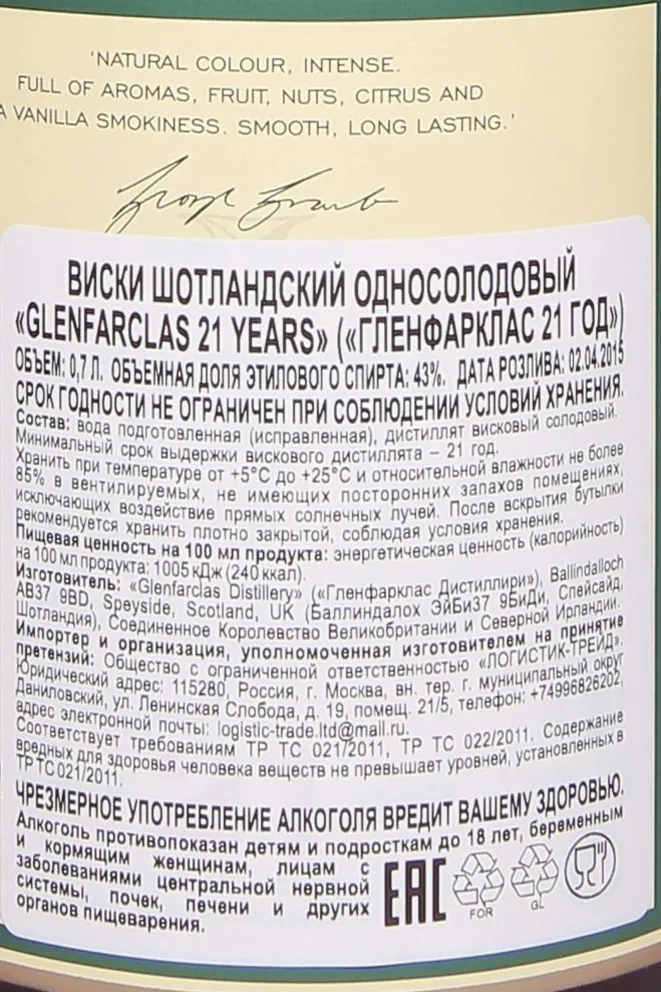 'NATURAL COLOUR, INTENSE.
FULL OF AROMAS, FRUIT, NUTS, CITRUS AND
A VANILLA SMOKINESS. SMOOTH, LONG LASTING.'
ВИСКИ ШОТЛАНДСКИЙ ОДНОСОЛОДОВЫЙ
«GLENFARCLAS 21 YEARS» («ГЛЕНФАРКЛАС 21 ГОД»)
ОБЪЕМ: 0,7 Л. ОБЪЕМНАЯ ДОЛЯ ЭТИЛОВОГО СПИРТА: 43%. ДАТА РОЗЛИВА: 02.04.2015
СРОК ГОДНОСТИ НЕ ОГРАНИЧЕН ПРИ СОБЛЮДЕНИИ УСЛОВИЙ ХРАНЕНИЯ.
Состав: вода подготовленная (исправленная), дистиллят висковый солодовый.
Минимальный срок выдержки вискового дистиллята – 21 год.
Хранить при температуре от +5°C до +25°C и относительной влажности не более
85% в вентилируемых, не имеющих посторонних запахов помещениях,
исключающих воздействие прямых солнечных лучей. После вскрытия бутылки
рекомендуется хранить плотно закрытой, соблюдая условия хранения.
Пищевая ценность на 100 мл продукта: энергетическая ценность (калорийность)
на 100 мл продукта: 1005 кДж (240 ккал).
Изготовитель: «Glenfarclas Distillery» («Гленфарклас Дистиллири»), Ballindalloch
AB37 9BD, Speyside, Scotland, UK (Баллиндалох ЭйБи37 9БиДи, Спейсайд,
Шотландия), Соединенное Королевство Великобритании и Северной Ирландии.
Импортер и организация, уполномоченная изготовителем на принятие
претензий: Общество с ограниченной ответственностью «ЛОГИСТИК-ТРЕЙД».
Юридический адрес: 115280, Россия, г. Москва, вн. тер. г. муниципальный округ
Даниловский, ул. Ленинская Слобода, д. 19, помещ. 21/5, телефон: +74996826202,
адрес электронной почты: logistic-trade.ltd@mail.ru.
Соответствует требованиям ТР ТС 021/2011, ТР ТС 022/2011. Содержание
вредных для здоровья человека веществ не превышает уровней, установленных в
ТР ТС 021/2011.
ЧРЕЗМЕРНОЕ УПОТРЕБЛЕНИЕ АЛКОГОЛЯ ВРЕДИТ ВАШЕМУ ЗДОРОВЬЮ.
Алкоголь противопоказан детям и подросткам до 18 лет, беременным
и кормящим женщинам, лицам с
заболеваниями центральной нервной
системы, почек, печени и других
органов пищеварения.
EAC
FOR
GL